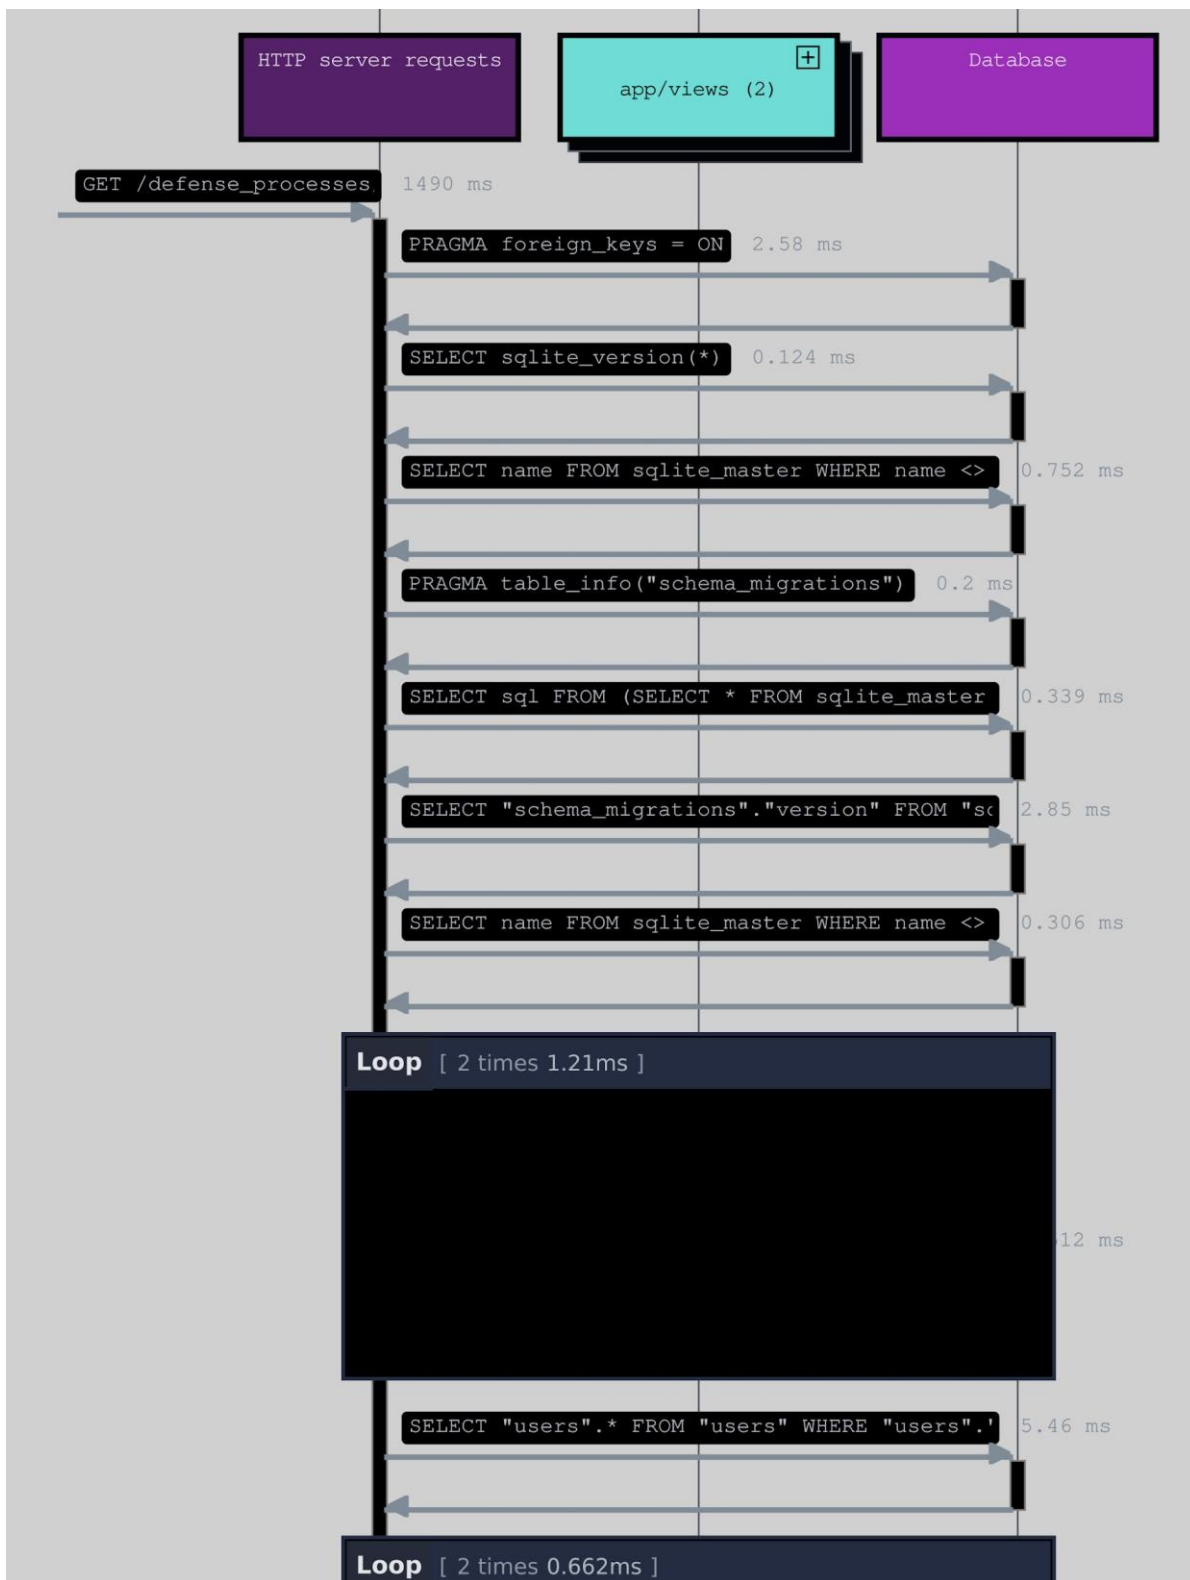 HTTP server requests
app/views (2)
Database
GET /defense_processes
1490 ms
PRAGMA foreign_keys = ON
2.58 ms
SELECT sqlite_version(*)
0.124 ms
SELECT name FROM sqlite_master WHERE name <>
0.752 ms
PRAGMA table_info("schema_migrations")
0.2 ms
SELECT sql FROM (SELECT * FROM sqlite_master
0.339 ms
SELECT "schema_migrations"."version" FROM "sc
2.85 ms
SELECT name FROM sqlite_master WHERE name <>
0.306 ms
Loop [ 2 times 1.21ms ]
12 ms
SELECT "users".* FROM "users" WHERE "users".'
5.46 ms
Loop [ 2 times 0.662ms ]